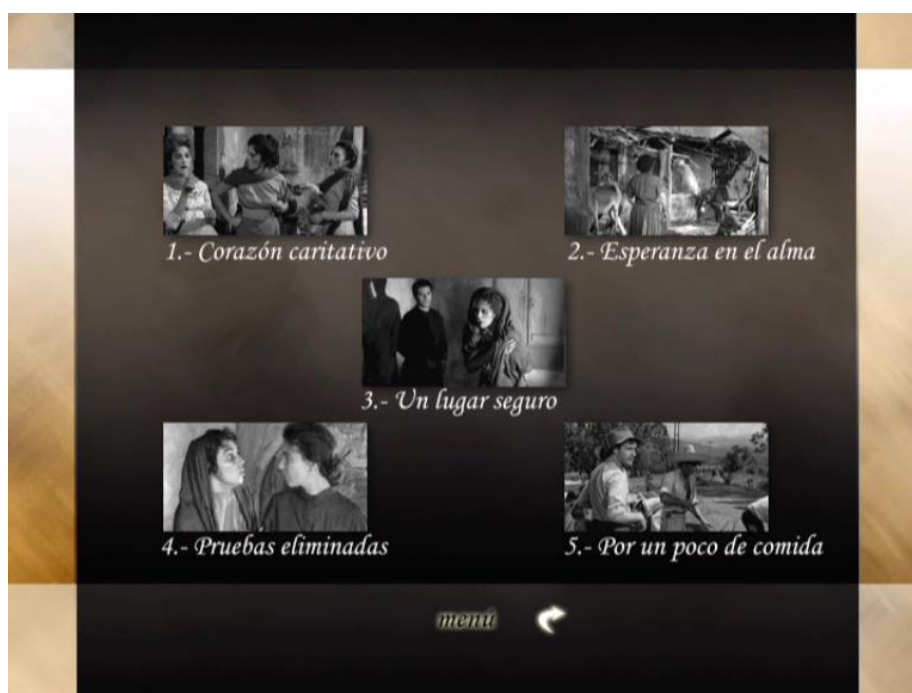 1.- Corazón caritativo
2.- Esperanza en el alma
3.- Un lugar seguro
4.- Pruebas eliminadas
5.- Por un poco de comida
menú